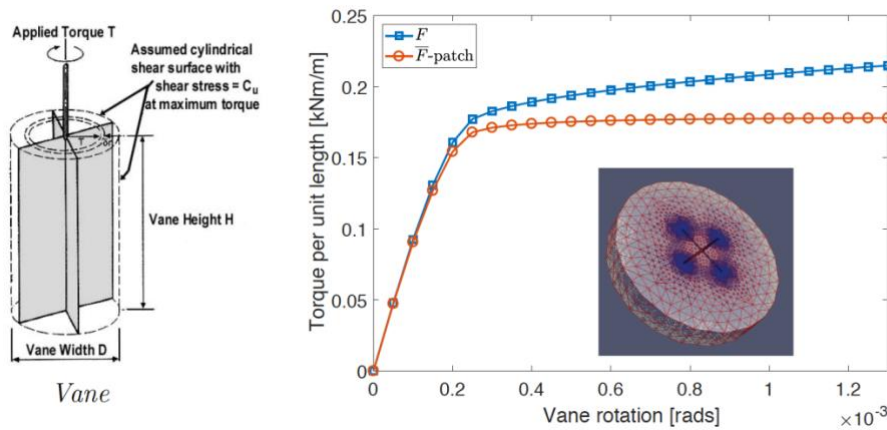 Applied Torque T
Assumed cylindrical
shear surface with
shear stress = Cu
at maximum torque
Vane Height H
Vane Width D
Vane
0.25
0.2
0.15
0.1
0.05
0
Torque per unit length [kNm/m]
F
F̅-patch
0 0.2 0.4 0.6 0.8 1 1.2
Vane rotation [rads]
×10⁻³